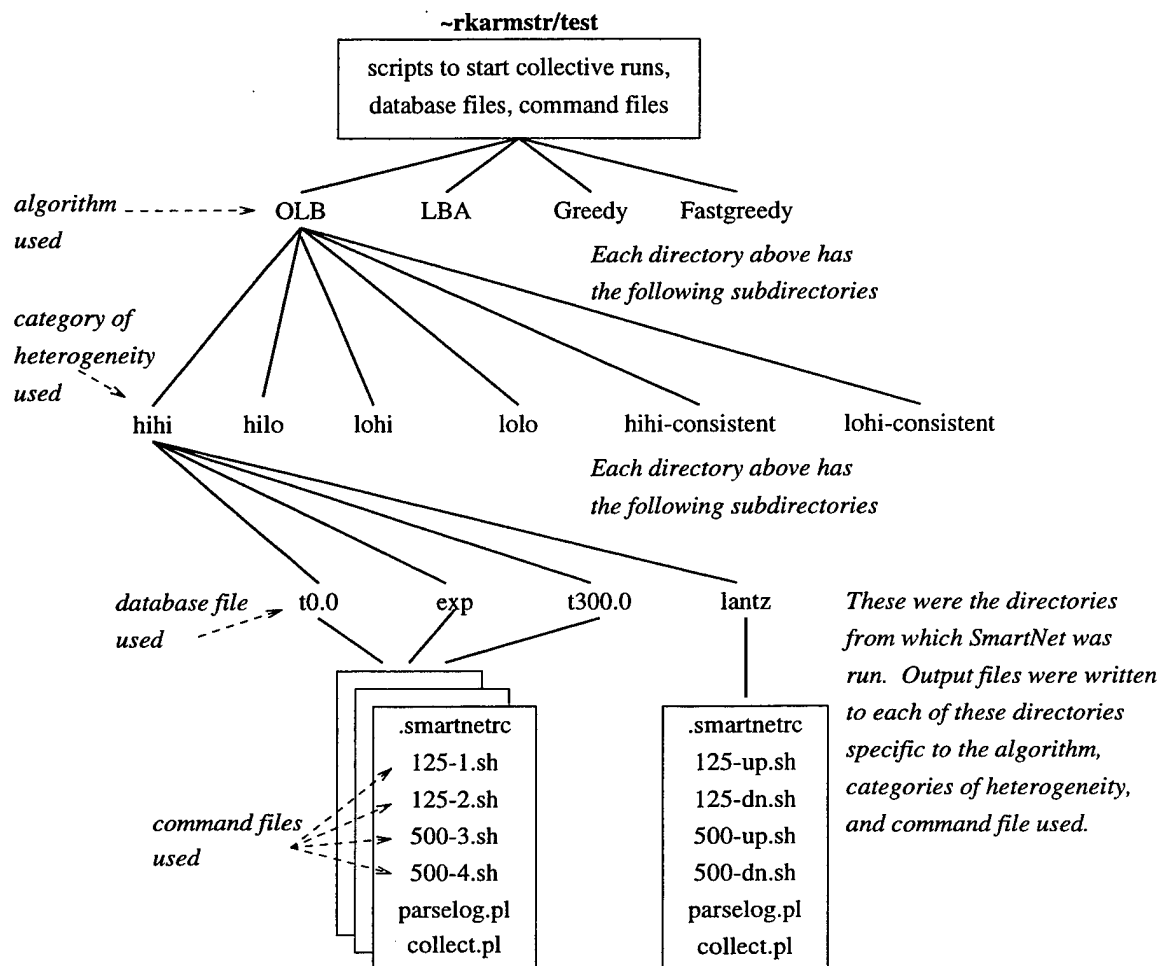 ~rkarmstr/test
scripts to start collective runs,
database files, command files
algorithm
used
OLB
LBA
Greedy
Fastgreedy
Each directory above has
the following subdirectories
category of
heterogeneity
used
hihi
hilo
lohi
lolo
hihi-consistent
lohi-consistent
Each directory above has
the following subdirectories
database file
used
t0.0
exp
t300.0
lantz
These were the directories
from which SmartNet was
run. Output files were written
to each of these directories
specific to the algorithm,
categories of heterogeneity,
and command file used.
command files
used
.smartnetrc
125-1.sh
125-2.sh
500-3.sh
500-4.sh
parselog.pl
collect.pl
.smartnetrc
125-up.sh
125-dn.sh
500-up.sh
500-dn.sh
parselog.pl
collect.pl